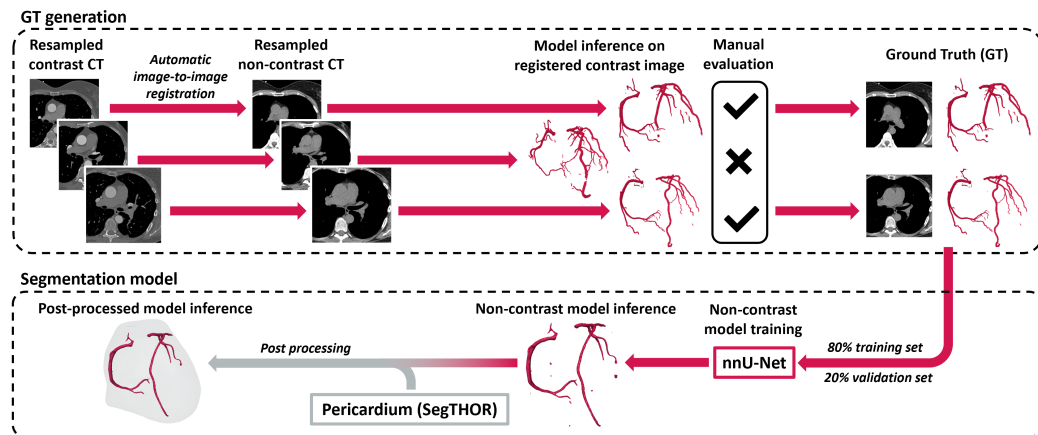 GT generation
Resampled
contrast CT
Automatic
image-to-image
registration
Resampled
non-contrast CT
Model inference on
registered contrast image
Manual
evaluation
Ground Truth (GT)
Segmentation model
Post-processed model inference
Non-contrast model inference
Non-contrast
model training
Post processing
nnU-Net
80% training set
20% validation set
Pericardium (SegTHOR)